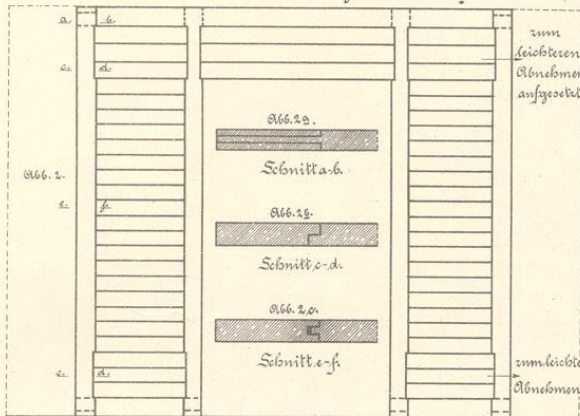 a. b.
zum
leichteren
Abnehmen
aufgesetzt
c. d.
Abb. 2a.
Schnitt a-b.
Abb. 2.
e. f.
Abb. 2b.
Schnitt c-d.
Abb. 2c.
Schnitt e-f.
c. d.
zum leichte
Abnehmen